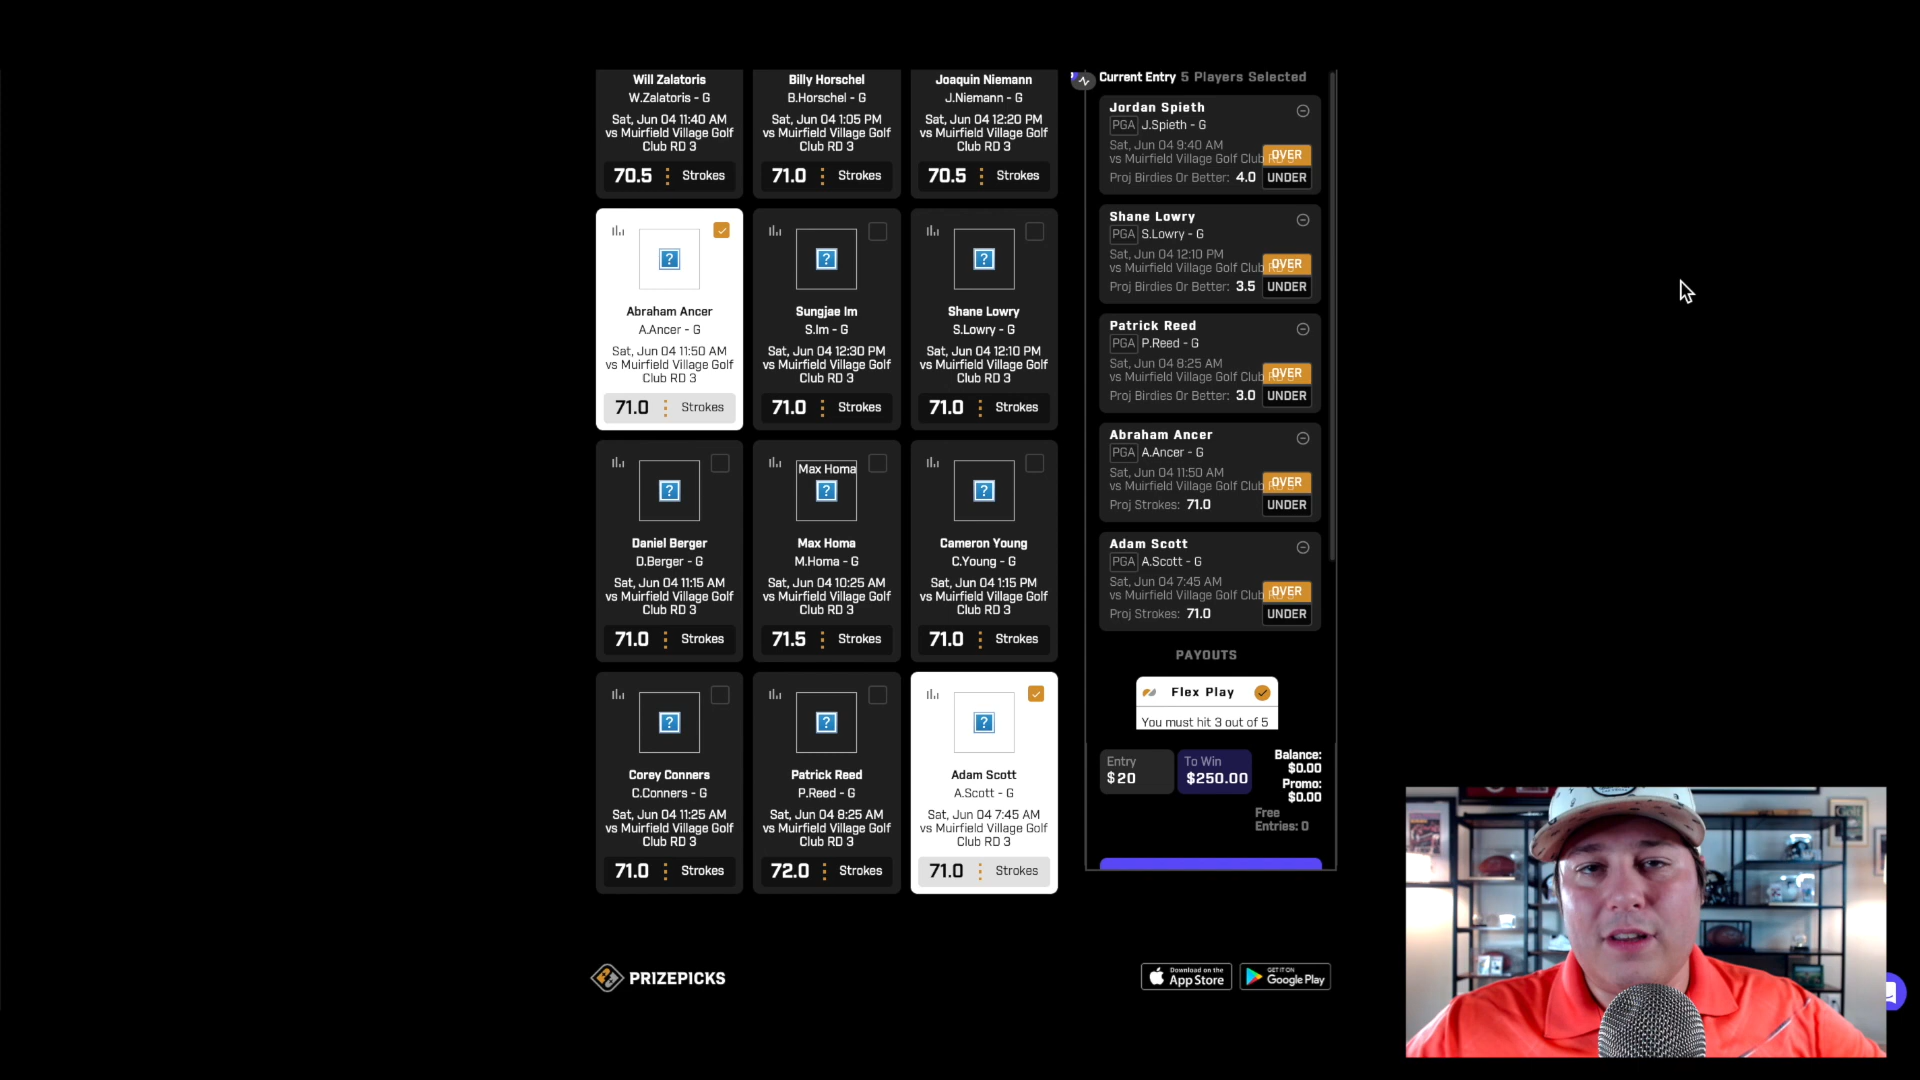 Will Zalatoris
W.Zalatoris - G
Sat, Jun 04 11:40 AM
vs Muirfield Village Golf
Club RD 3
70.5 Strokes
Billy Horschel
B.Horschel - G
Sat, Jun 04 1:05 PM
vs Muirfield Village Golf
Club RD 3
71.0 Strokes
Joaquin Niemann
J.Niemann - G
Sat, Jun 04 12:20 PM
vs Muirfield Village Golf
Club RD 3
70.5 Strokes
Abraham Ancer
A.Ancer - G
Sat, Jun 04 11:50 AM
vs Muirfield Village Golf
Club RD 3
71.0 Strokes
Sungjae Im
S.Im - G
Sat, Jun 04 12:30 PM
vs Muirfield Village Golf
Club RD 3
71.0 Strokes
Shane Lowry
S.Lowry - G
Sat, Jun 04 12:10 PM
vs Muirfield Village Golf
Club RD 3
71.0 Strokes
Daniel Berger
D.Berger - G
Sat, Jun 04 11:15 AM
vs Muirfield Village Golf
Club RD 3
71.0 Strokes
Max Homa
Max Homa
M.Homa - G
Sat, Jun 04 10:25 AM
vs Muirfield Village Golf
Club RD 3
71.5 Strokes
Cameron Young
C.Young - G
Sat, Jun 04 1:15 PM
vs Muirfield Village Golf
Club RD 3
71.0 Strokes
Corey Conners
C.Conners - G
Sat, Jun 04 11:25 AM
vs Muirfield Village Golf
Club RD 3
71.0 Strokes
Patrick Reed
P.Reed - G
Sat, Jun 04 8:25 AM
vs Muirfield Village Golf
Club RD 3
72.0 Strokes
Adam Scott
A.Scott - G
Sat, Jun 04 7:45 AM
vs Muirfield Village Golf
Club RD 3
71.0 Strokes
Current Entry 5 Players Selected
Jordan Spieth
PGA J.Spieth - G
Sat, Jun 04 9:40 AM
vs Muirfield Village Golf Club
OVER
Proj Birdies Or Better: 4.0
UNDER
Shane Lowry
PGA S.Lowry - G
Sat, Jun 04 12:10 PM
vs Muirfield Village Golf Club
OVER
Proj Birdies Or Better: 3.5
UNDER
Patrick Reed
PGA P.Reed - G
Sat, Jun 04 8:25 AM
vs Muirfield Village Golf Club
OVER
Proj Birdies Or Better: 3.0
UNDER
Abraham Ancer
PGA A.Ancer - G
Sat, Jun 04 11:50 AM
vs Muirfield Village Golf Club
OVER
Proj Strokes: 71.0
UNDER
Adam Scott
PGA A.Scott - G
Sat, Jun 04 7:45 AM
vs Muirfield Village Golf Club
OVER
Proj Strokes: 71.0
UNDER
PAYOUTS
Flex Play
You must hit 3 out of 5
Entry
$20
To Win
$250.00
Balance:
$0.00
Promo:
$0.00
Free
Entries: 0
PRIZEPICKS
Download on the
App Store
GET IT ON
Google Play